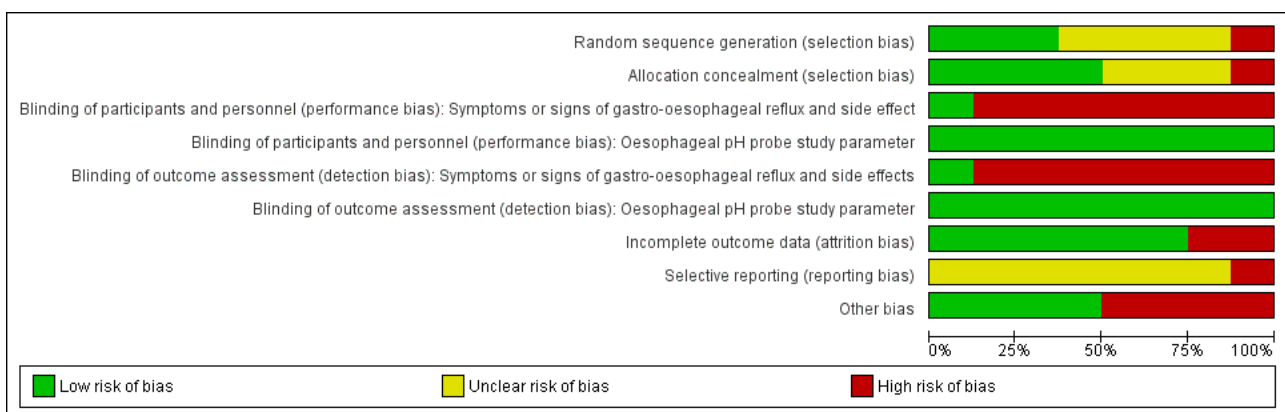 Random sequence generation (selection bias)
Allocation concealment (selection bias)
Blinding of participants and personnel (performance bias): Symptoms or signs of gastro-oesophageal reflux and side effect
Blinding of participants and personnel (performance bias): Oesophageal pH probe study parameter
Blinding of outcome assessment (detection bias): Symptoms or signs of gastro-oesophageal reflux and side effects
Blinding of outcome assessment (detection bias): Oesophageal pH probe study parameter
Incomplete outcome data (attrition bias)
Selective reporting (reporting bias)
Other bias
0% 25% 50% 75% 100%
Low risk of bias Unclear risk of bias High risk of bias